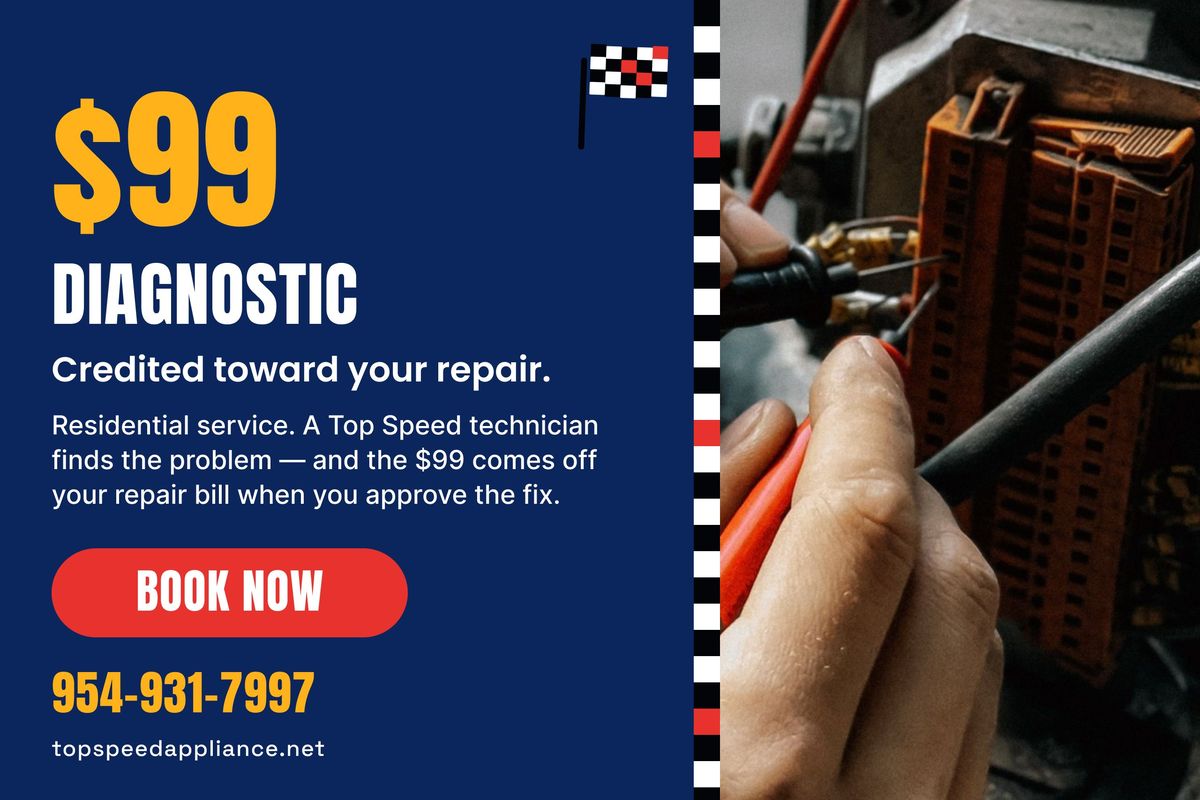 $99
DIAGNOSTIC
Credited toward your repair.
Residential service. A Top Speed technician
finds the problem — and the $99 comes off
your repair bill when you approve the fix.
BOOK NOW
954-931-7997
topspeedappliance.net